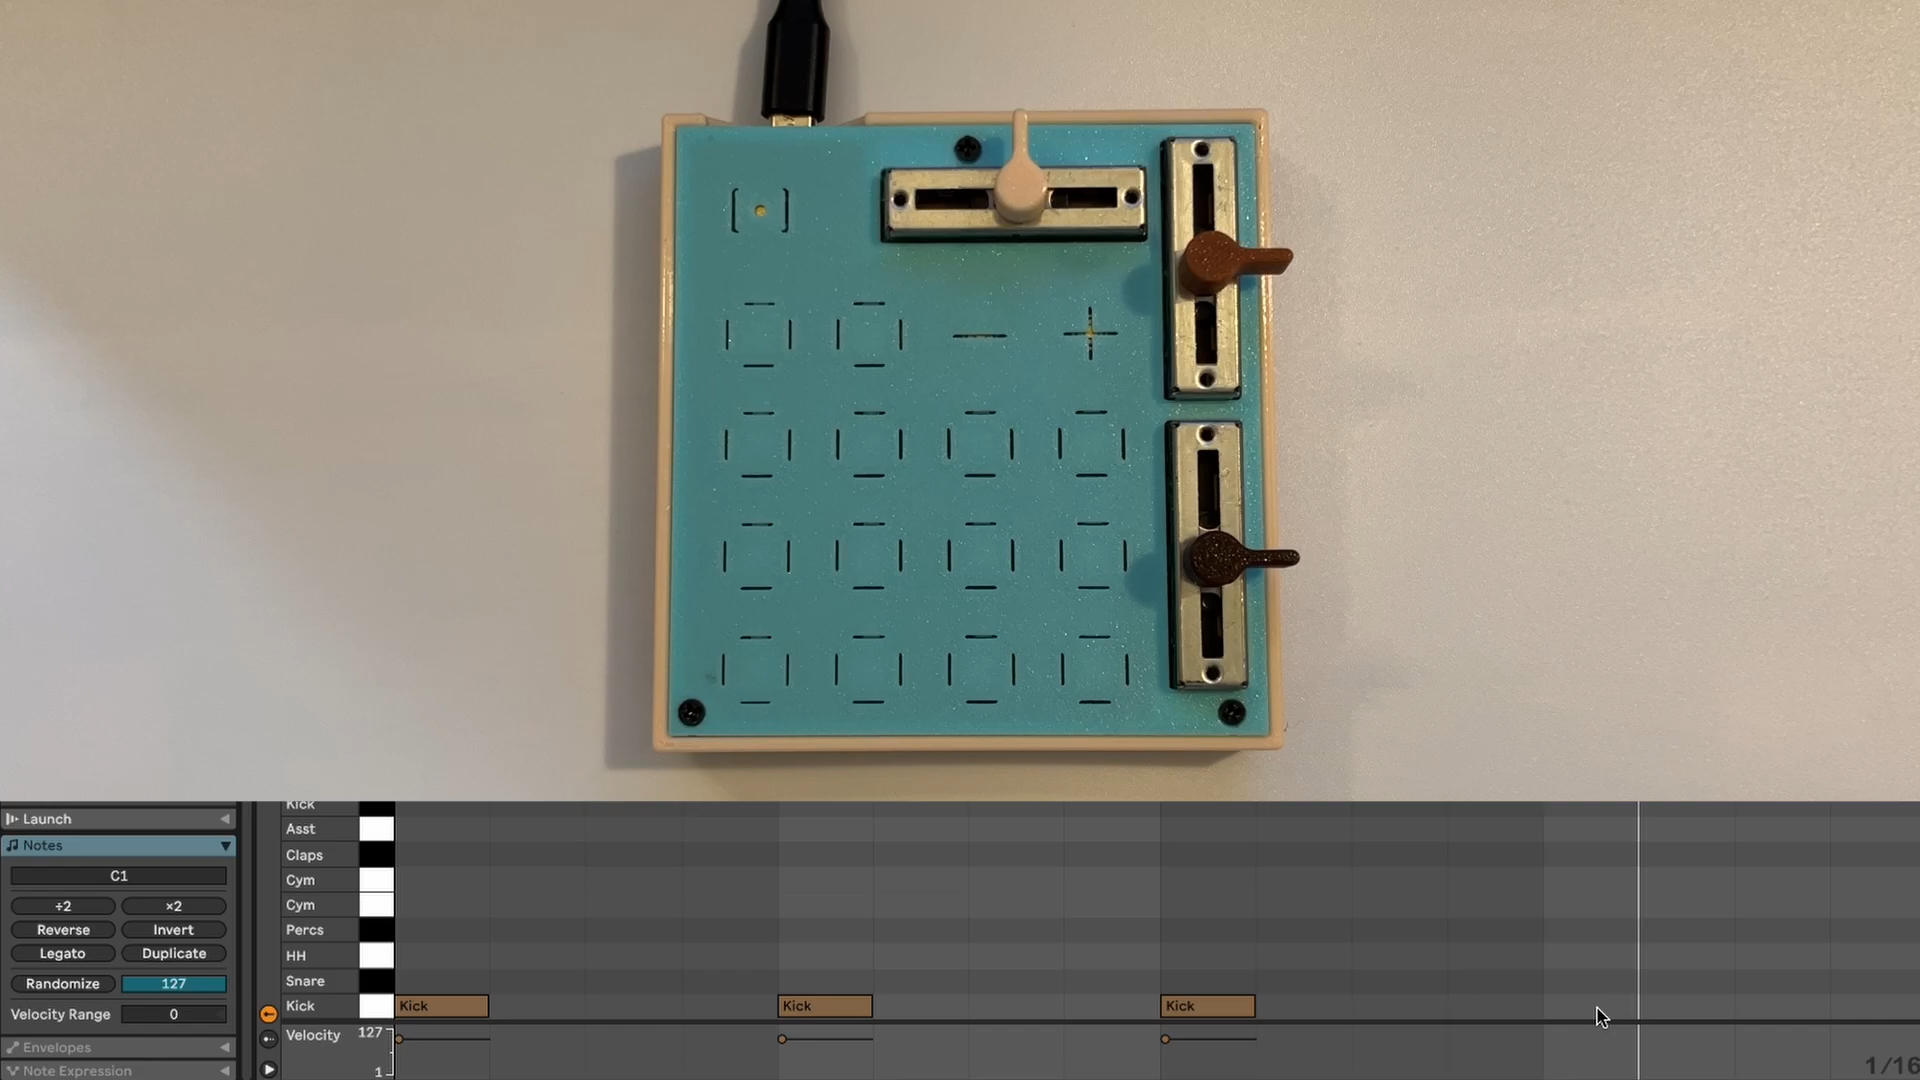 Kick
Launch
Asst
Notes
Claps
C1
Cym
÷2
×2
Cym
Reverse
Invert
Percs
Legato
Duplicate
HH
Randomize
127
Snare
Kick
Kick
Kick
Kick
Velocity Range
0
Velocity
127
1
Envelopes
Note Expression
1/16